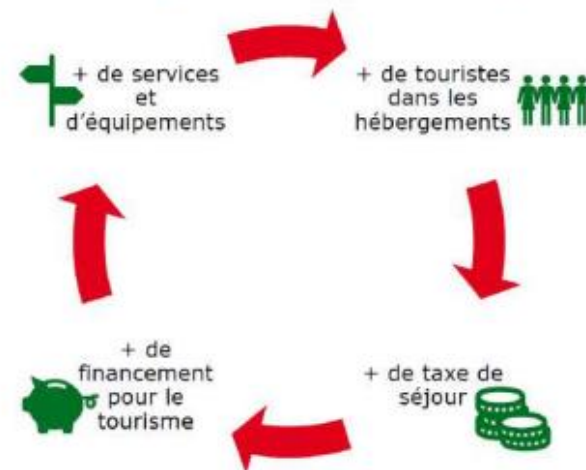 + de services
et
d'équipements
+ de touristes
dans les
hébergements
+ de taxe de
séjour
+ de
financement
pour le
tourisme